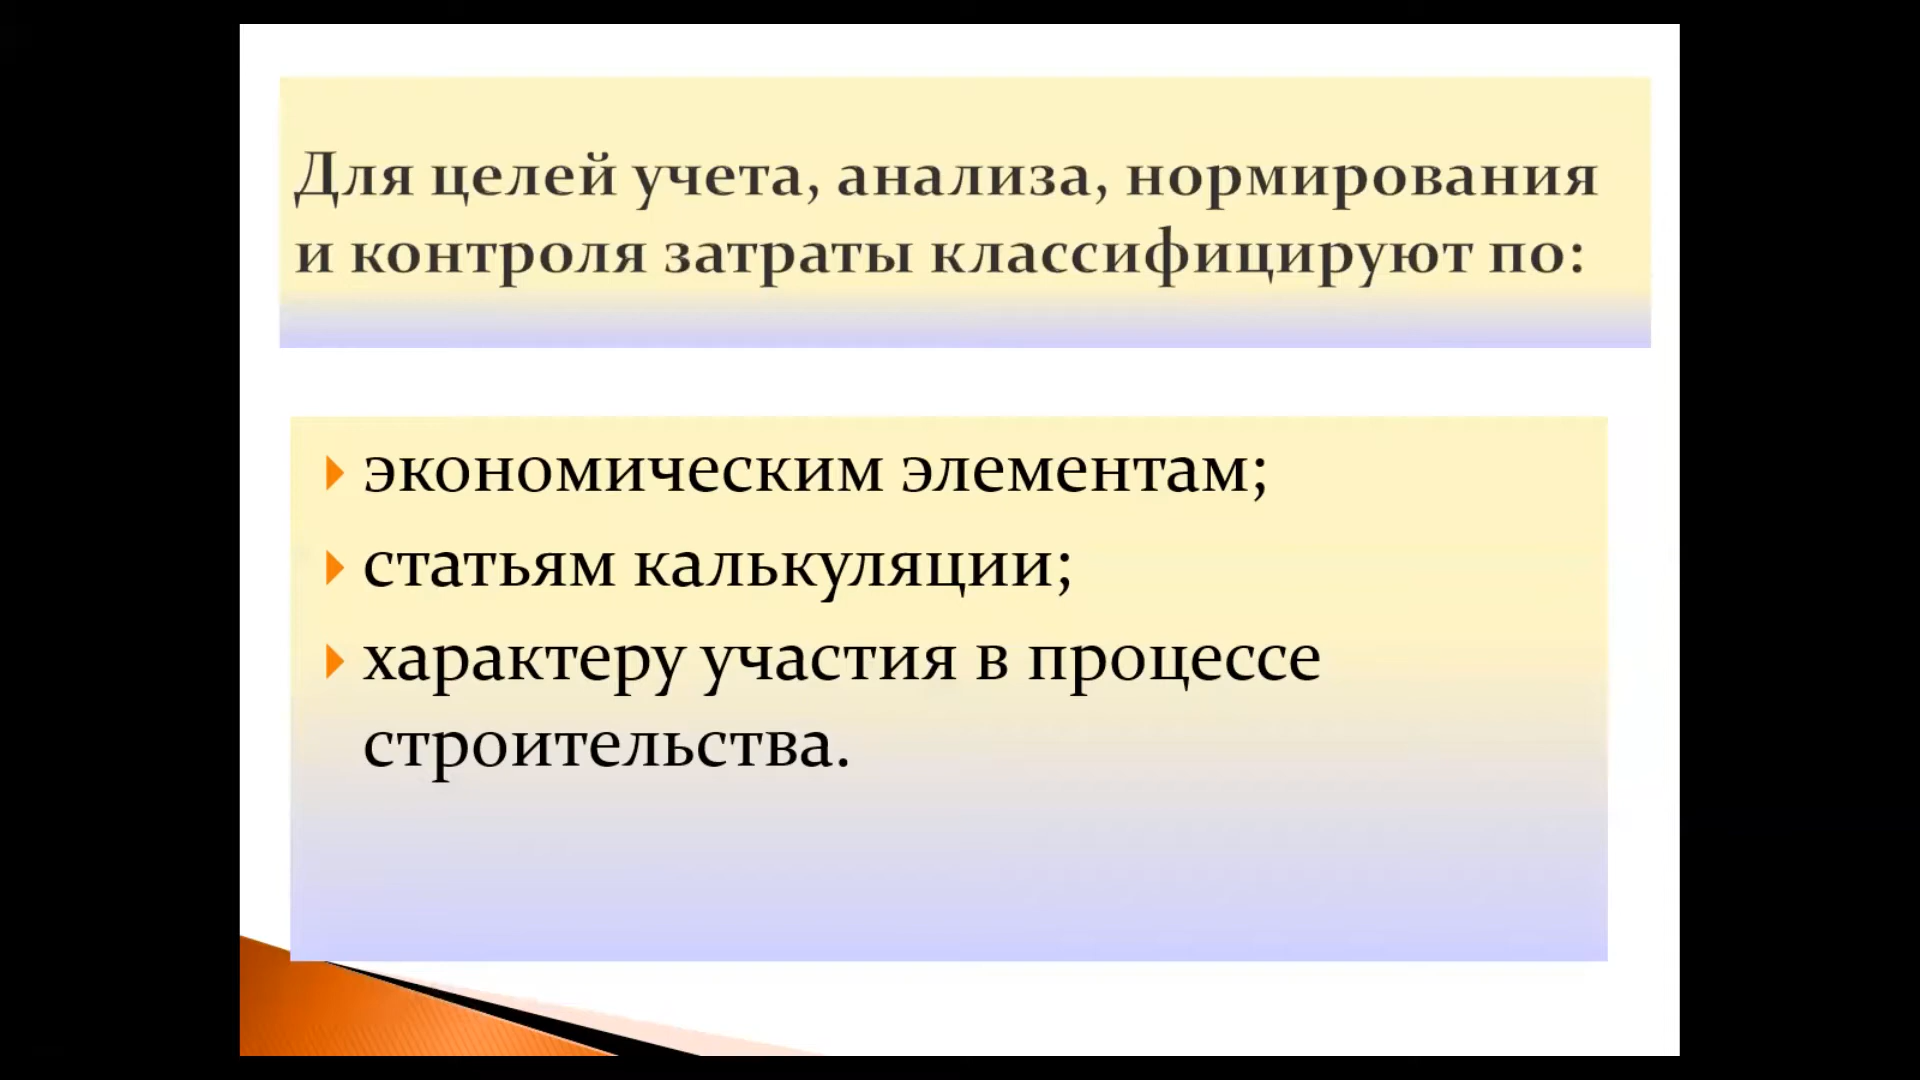 Для целей учета, анализа, нормирования
и контроля затраты классифицируют по:
экономическим элементам;
статьям калькуляции;
характеру участия в процессе
строительства.